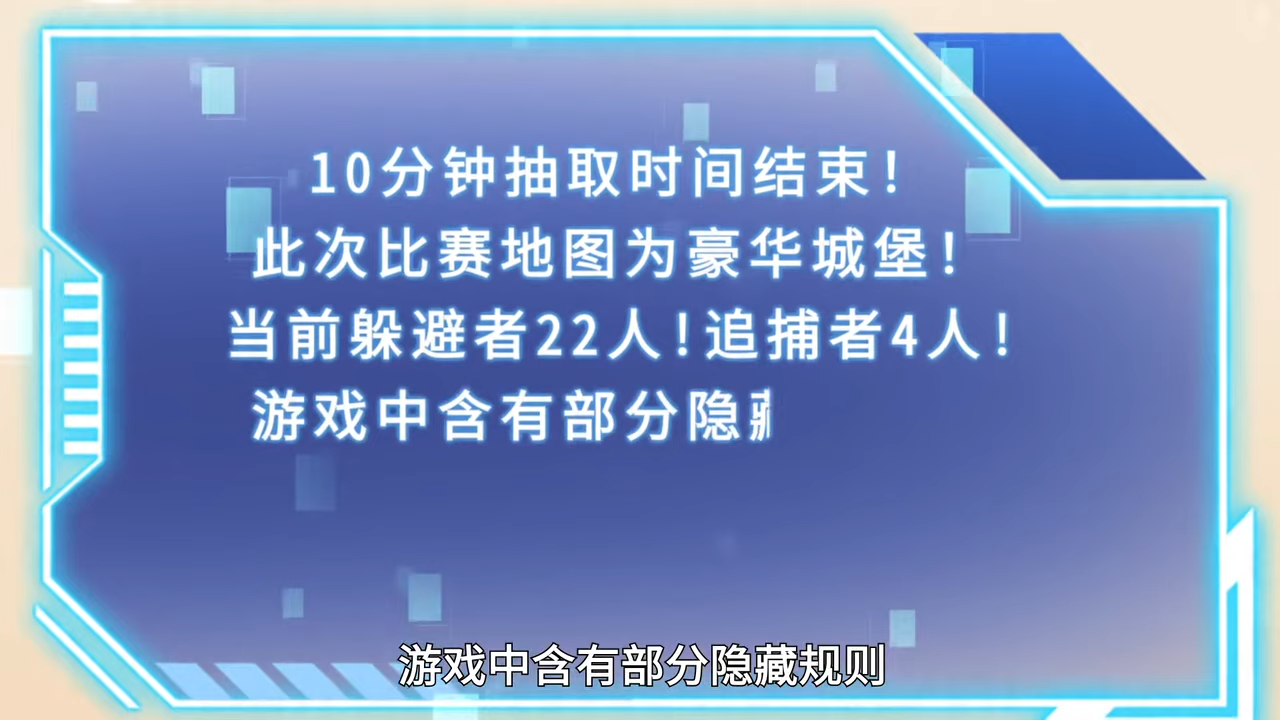 10分钟抽取时间结束！
此次比赛地图为豪华城堡！
当前躲避者22人！追捕者4人！
游戏中含有部分隐
游戏中含有部分隐藏规则